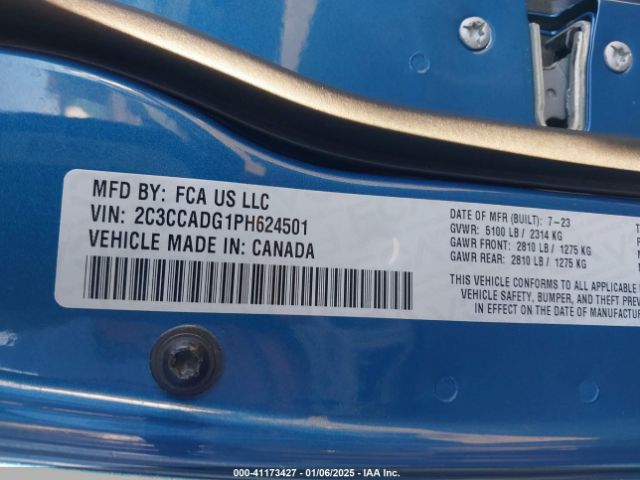 MFD BY: FCA US LLC
VIN: 2C3CCADG1PH624501
VEHICLE MADE IN: CANADA
DATE OF MFR (BUILT): 7-23
GVWR: 5100 LB / 2314 KG
GAWR FRONT: 2810 LB / 1275 KG
GAWR REAR: 2810 LB / 1275 KG
THIS VEHICLE CONFORMS TO ALL APPLICABLE
VEHICLE SAFETY, BUMPER, AND THEFT
IN EFFECT ON THE DATE OF MANUFACTUR
000-41173427 - 01/06/2025 - IAA Inc.